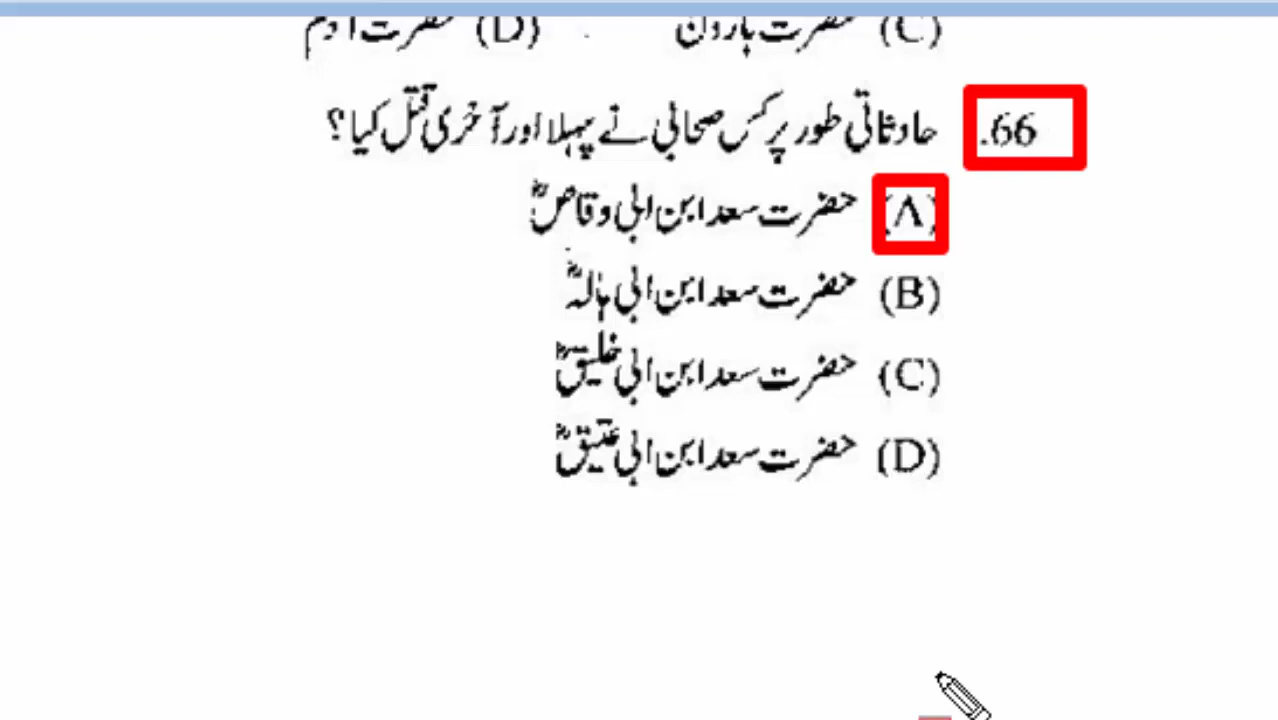 (C) حضرت ہارون (D) حضرت آدم
66. حادثاتی طور پر کس صحابی نے پہلا اور آخری قتل کیا؟
(A) حضرت سعد ابن ابی وقاصؓ
(B) حضرت سعد ابن ابی ہالہؓ
(C) حضرت سعد ابن ابی خلیقؓ
(D) حضرت سعد ابن ابی عتیقؓ